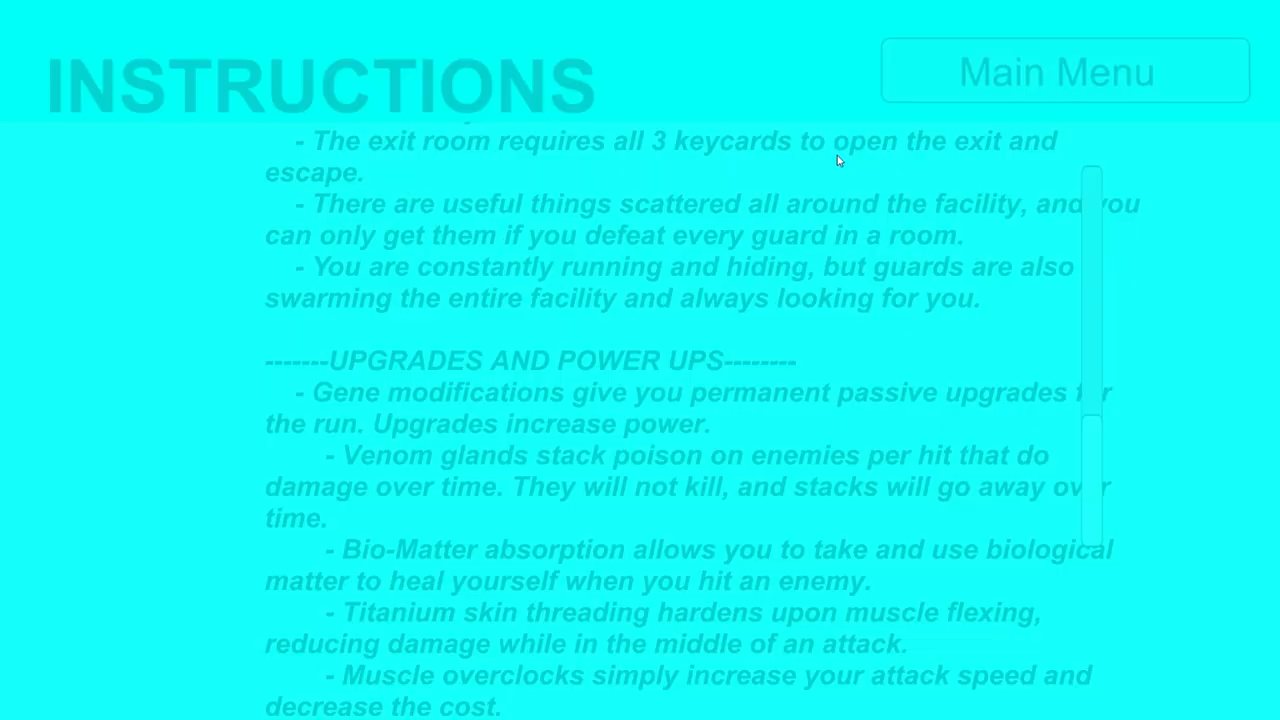 INSTRUCTIONS
Main Menu
- The exit room requires all 3 keycards to open the exit and
escape.
- There are useful things scattered all around the facility, and you
can only get them if you defeat every guard in a room.
- You are constantly running and hiding, but guards are also
swarming the entire facility and always looking for you.
-------UPGRADES AND POWER UPS--------
- Gene modifications give you permanent passive upgrades for
the run. Upgrades increase power.
- Venom glands stack poison on enemies per hit that do
damage over time. They will not kill, and stacks will go away over
time.
- Bio-Matter absorption allows you to take and use biological
matter to heal yourself when you hit an enemy.
- Titanium skin threading hardens upon muscle flexing,
reducing damage while in the middle of an attack.
- Muscle overclocks simply increase your attack speed and
decrease the cost.